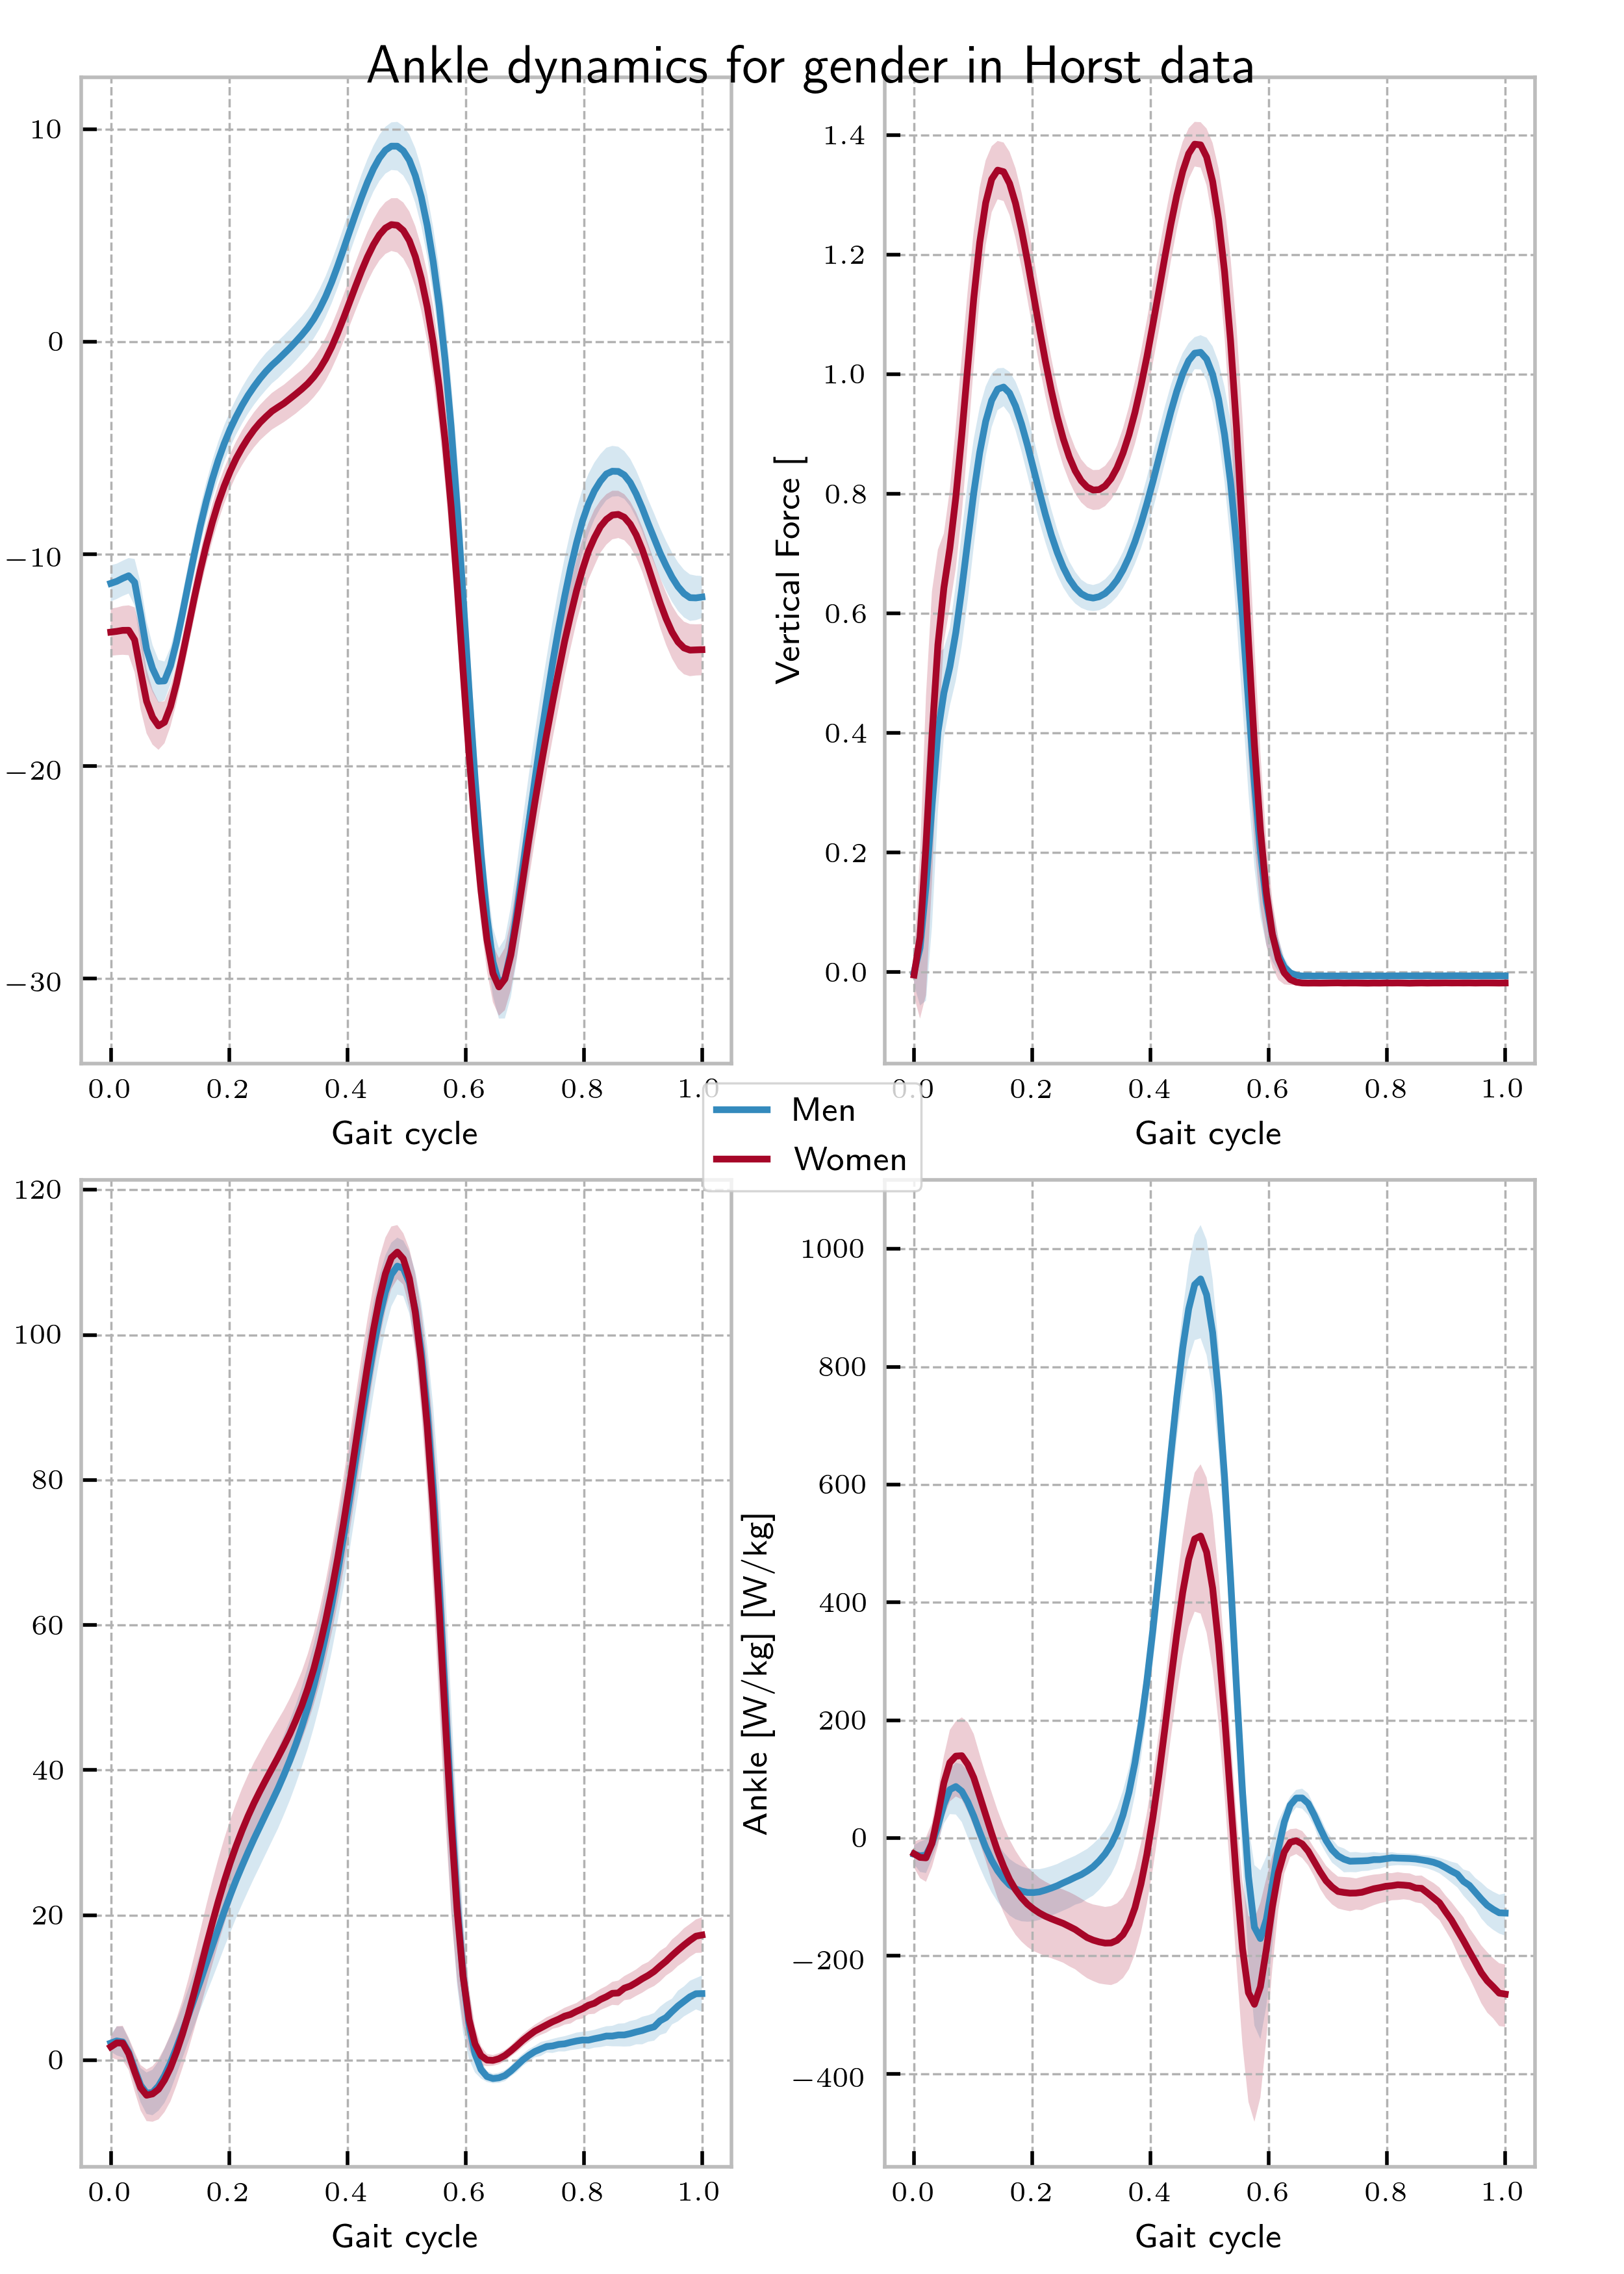 Ankle dynamics for gender in Horst data
10
0
−10
−20
−30
0.0 0.2 0.4 0.6 0.8 1.0
Gait cycle
Vertical Force [
1.4
1.2
1.0
0.8
0.6
0.4
0.2
0.0
0.0 0.2 0.4 0.6 0.8 1.0
Gait cycle
Men
Women
120
100
80
60
40
20
0
0.0 0.2 0.4 0.6 0.8 1.0
Gait cycle
Ankle [W/kg] [W/kg]
1000
800
600
400
200
0
−200
−400
0.0 0.2 0.4 0.6 0.8 1.0
Gait cycle